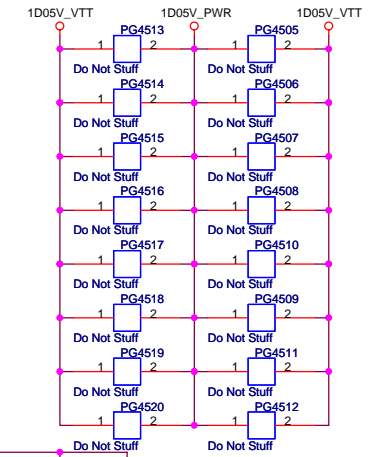 1D05V_VTT 1D05V_PWR 1D05V_VTT
PG4513 PG4505
1 2 1 2
Do Not Stuff Do Not Stuff
PG4514 PG4506
1 2 1 2
Do Not Stuff Do Not Stuff
PG4515 PG4507
1 2 1 2
Do Not Stuff Do Not Stuff
PG4516 PG4508
1 2 1 2
Do Not Stuff Do Not Stuff
PG4517 PG4510
1 2 1 2
Do Not Stuff Do Not Stuff
PG4518 PG4509
1 2 1 2
Do Not Stuff Do Not Stuff
PG4519 PG4511
1 2 1 2
Do Not Stuff Do Not Stuff
PG4520 PG4512
1 2 1 2
Do Not Stuff Do Not Stuff